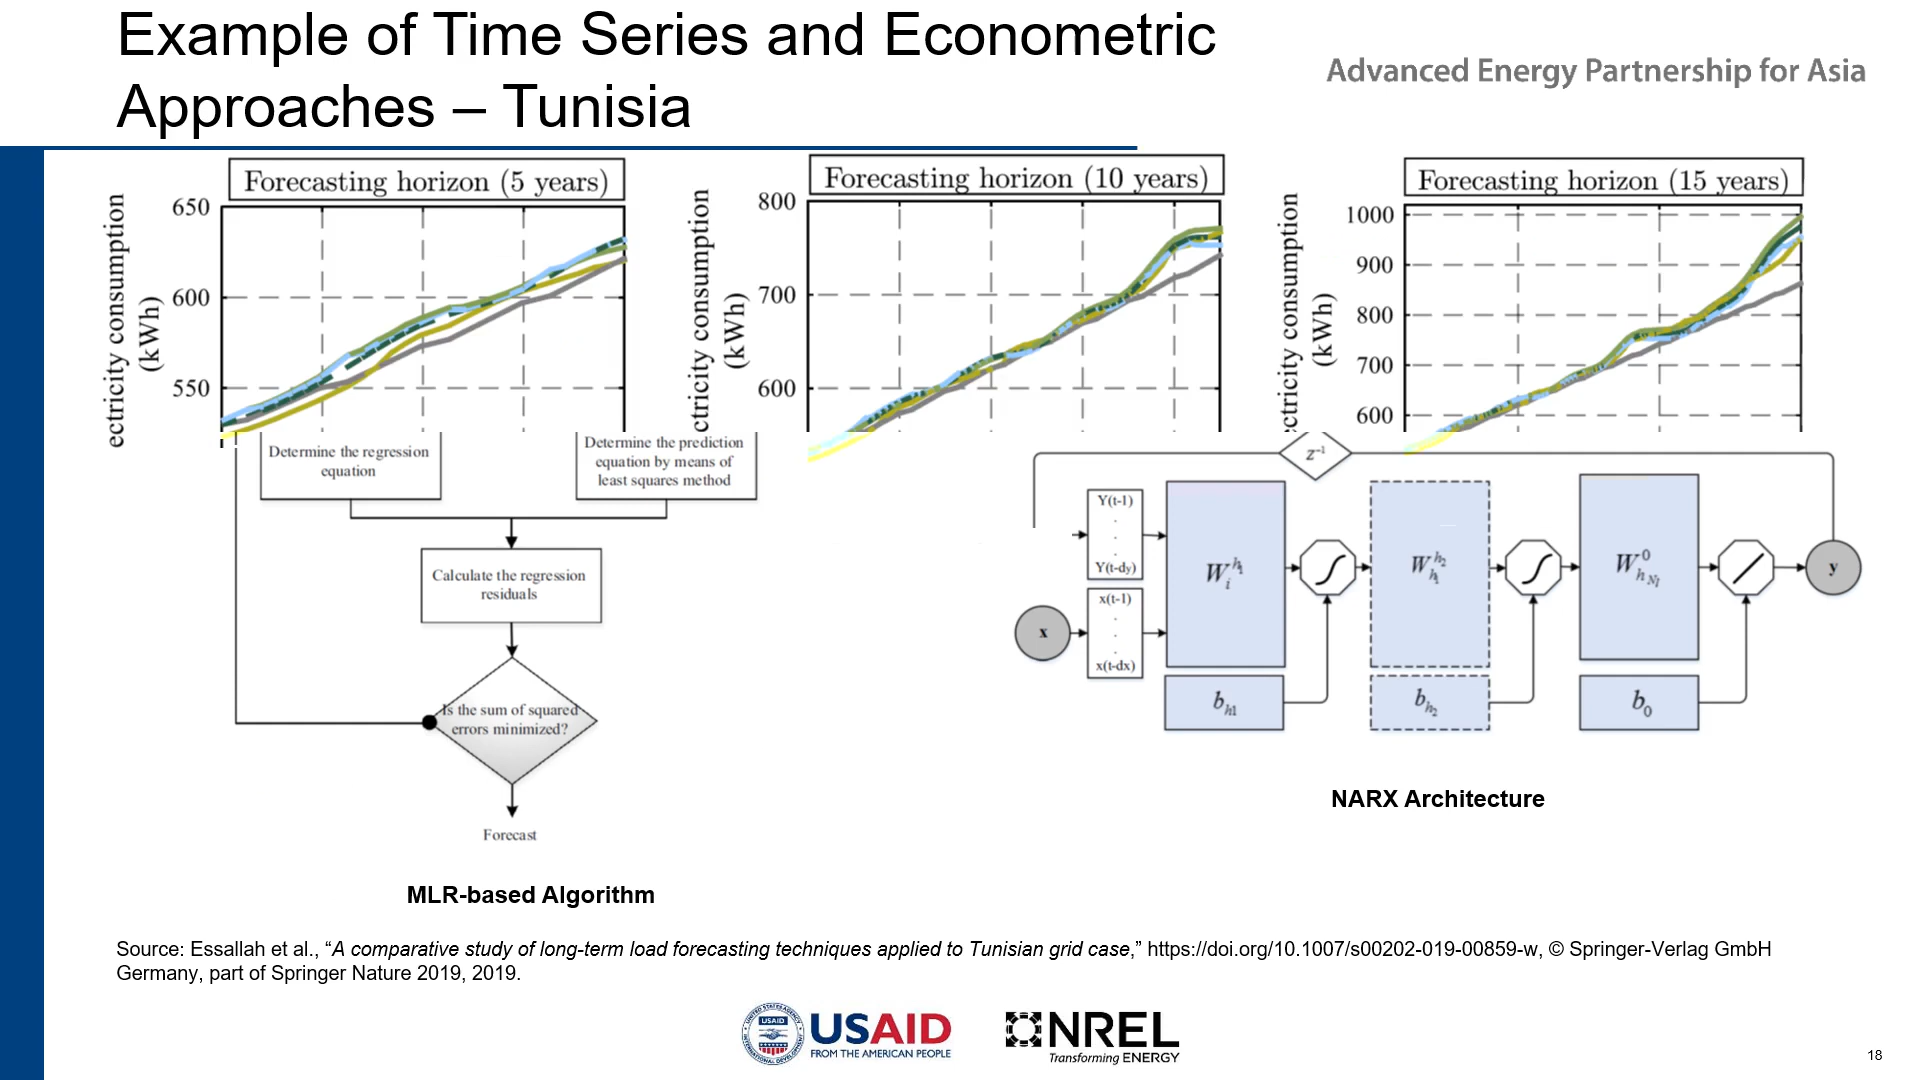 Example of Time Series and Econometric
Approaches – Tunisia
Advanced Energy Partnership for Asia
Forecasting horizon (5 years)
ectricity consumption
(kWh)
650
600
550
Forecasting horizon (10 years)
ctricity consumption
(kWh)
800
700
600
Forecasting horizon (15 years)
ctricity consumption
(kWh)
1000
900
800
700
600
Determine the regression
equation
Determine the prediction
equation by means of
least squares method
Calculate the regression
residuals
Is the sum of squared
errors minimized?
Forecast
MLR-based Algorithm
z⁻¹
Y(t-1)
.
.
.
Y(t-dy)
x
x(t-1)
.
.
.
x(t-dx)
b_h1
b_h₂
b_0
y
NARX Architecture
Source: Essallah et al., “A comparative study of long-term load forecasting techniques applied to Tunisian grid case,” https://doi.org/10.1007/s00202-019-00859-w, © Springer-Verlag GmbH
Germany, part of Springer Nature 2019, 2019.
USAID
USAID
FROM THE AMERICAN PEOPLE
NREL
Transforming ENERGY
18